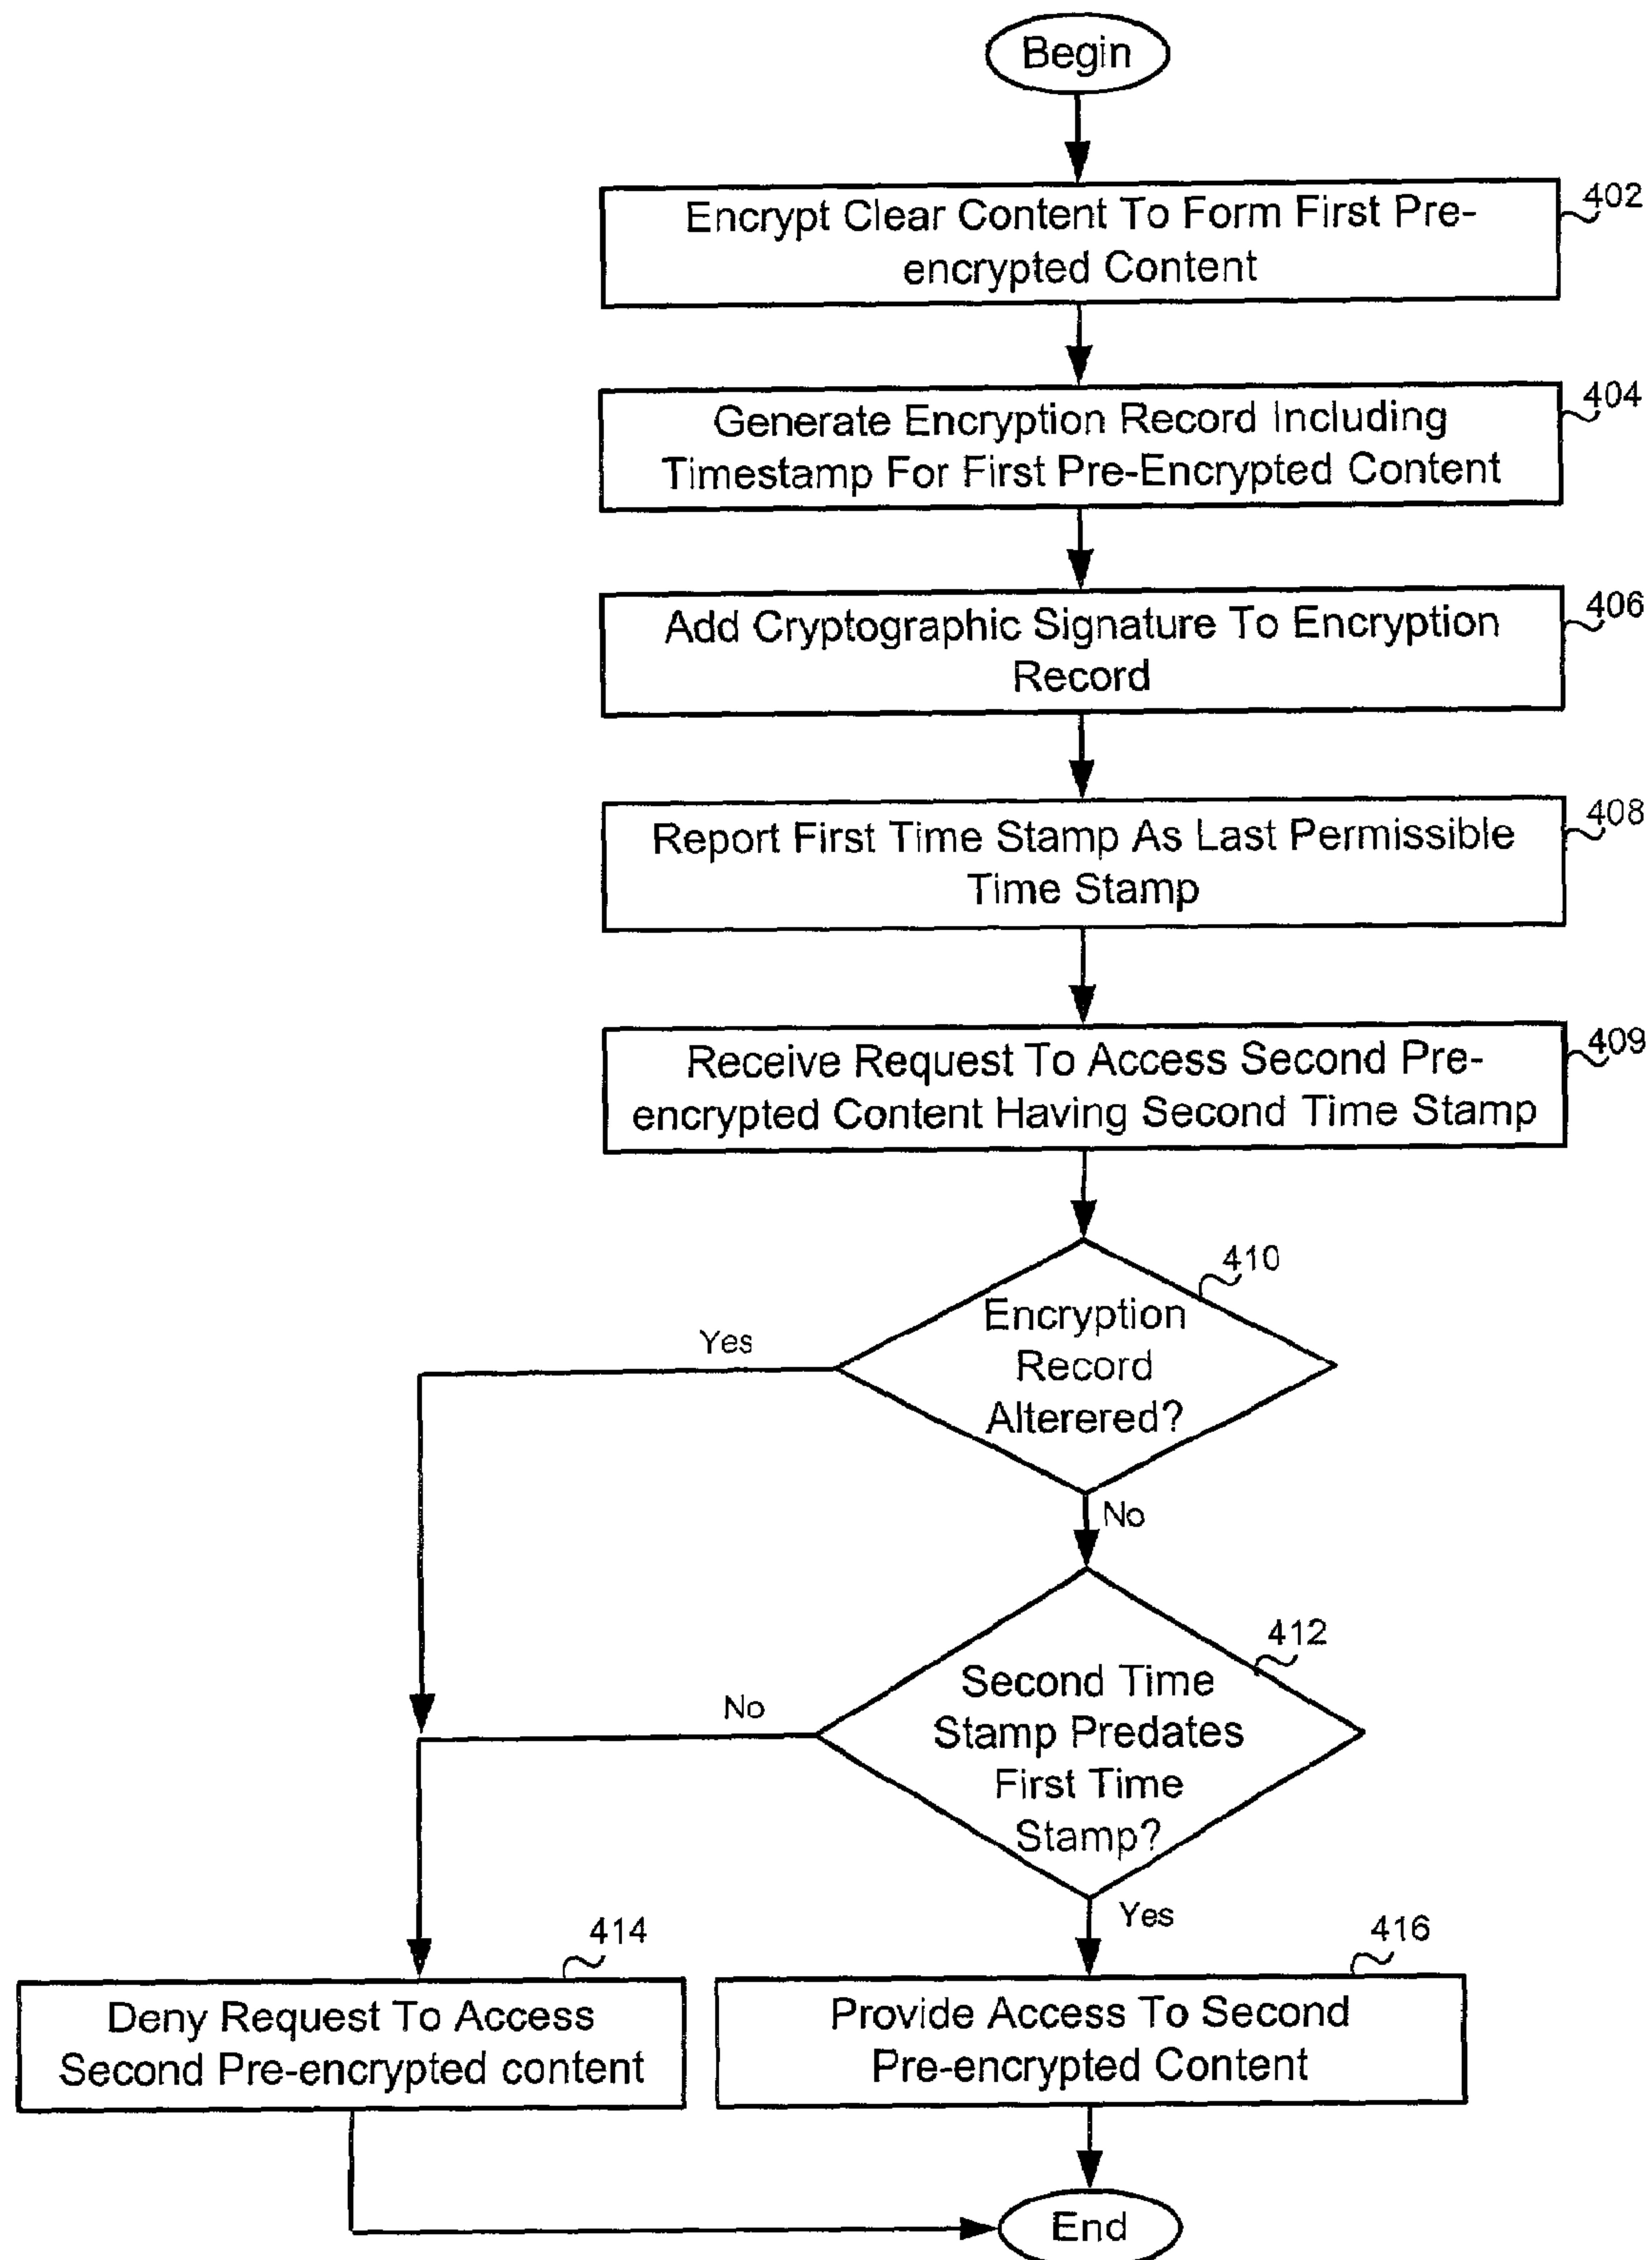 Begin
402
Encrypt Clear Content To Form First Pre-
encrypted Content
404
Generate Encryption Record Including
Timestamp For First Pre-Encrypted Content
406
Add Cryptographic Signature To Encryption
Record
408
Report First Time Stamp As Last Permissible
Time Stamp
409
Receive Request To Access Second Pre-
encrypted Content Having Second Time Stamp
410
Encryption
Record
Alterered?
Yes
No
412
Second Time
Stamp Predates
First Time
Stamp?
No
Yes
414
Deny Request To Access
Second Pre-encrypted content
416
Provide Access To Second
Pre-encrypted Content
End